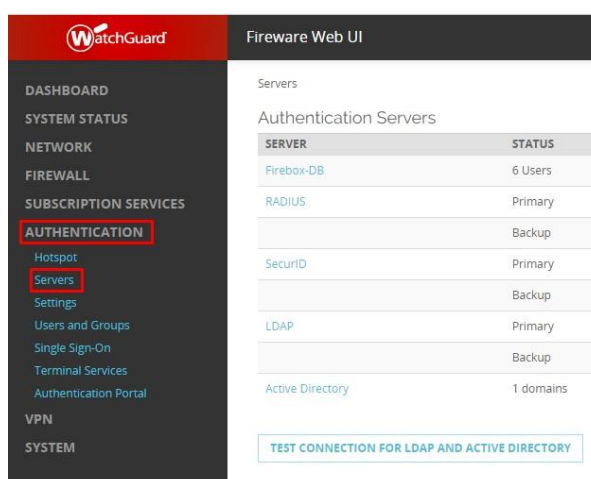 WatchGuard
Fireware Web UI
DASHBOARD
SYSTEM STATUS
NETWORK
FIREWALL
SUBSCRIPTION SERVICES
AUTHENTICATION
Hotspot
Servers
Settings
Users and Groups
Single Sign-On
Terminal Services
Authentication Portal
VPN
SYSTEM
Servers
Authentication Servers
SERVER STATUS
Firebox-DB 6 Users
RADIUS Primary
Backup
SecurID Primary
Backup
LDAP Primary
Backup
Active Directory 1 domains
TEST CONNECTION FOR LDAP AND ACTIVE DIRECTORY